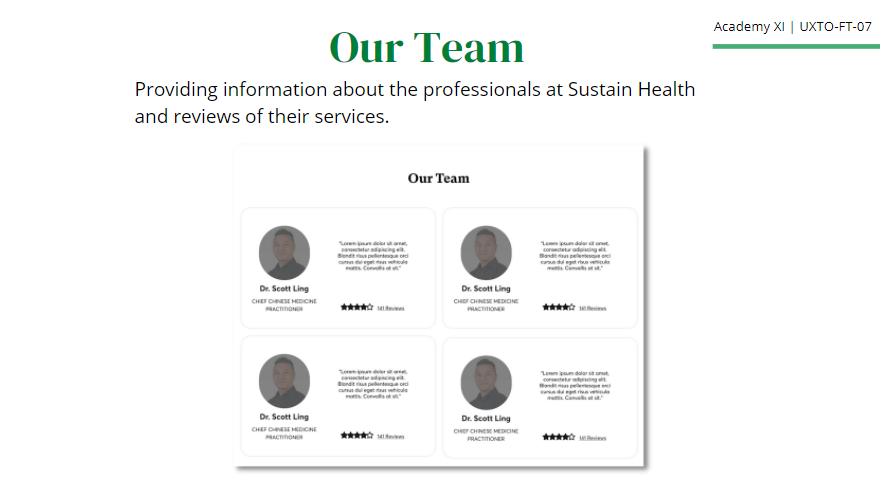 Academy XI | UXTO-FT-07
Our Team
Providing information about the professionals at Sustain Health
and reviews of their services.
Our Team
"Lorem ipsum dolor sit amet,
consectetur adipiscing elit.
Blandit risus pellentesque orci
cursus dui eget risus vehicula
mattis. Convallis at sit."
Dr. Scott Ling
CHIEF CHINESE MEDICINE
PRACTITIONER
141 Reviews
"Lorem ipsum dolor sit amet,
consectetur adipiscing elit.
Blandit risus pellentesque orci
cursus dui eget risus vehicula
mattis. Convallis at sit."
Dr. Scott Ling
CHIEF CHINESE MEDICINE
PRACTITIONER
141 Reviews
"Lorem ipsum dolor sit amet,
consectetur adipiscing elit.
Blandit risus pellentesque orci
cursus dui eget risus vehicula
mattis. Convallis at sit."
Dr. Scott Ling
CHIEF CHINESE MEDICINE
PRACTITIONER
141 Reviews
"Lorem ipsum dolor sit amet,
consectetur adipiscing elit.
Blandit risus pellentesque orci
cursus dui eget risus vehicula
mattis. Convallis at sit."
Dr. Scott Ling
CHIEF CHINESE MEDICINE
PRACTITIONER
141 Reviews